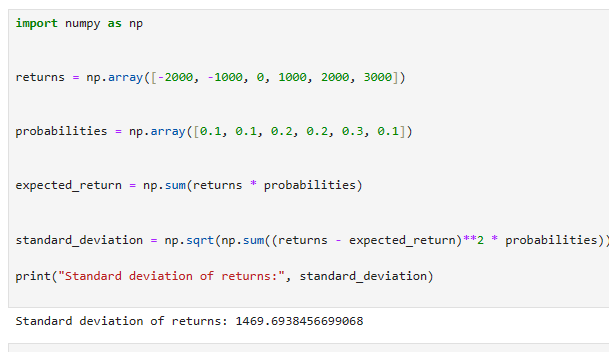 import numpy as np
returns = np.array([-2000, -1000, 0, 1000, 2000, 3000])
probabilities = np.array([0.1, 0.1, 0.2, 0.2, 0.3, 0.1])
expected_return = np.sum(returns * probabilities)
standard_deviation = np.sqrt(np.sum((returns - expected_return)**2 * probabilities))
print("Standard deviation of returns:", standard_deviation)
Standard deviation of returns: 1469.6938456699068